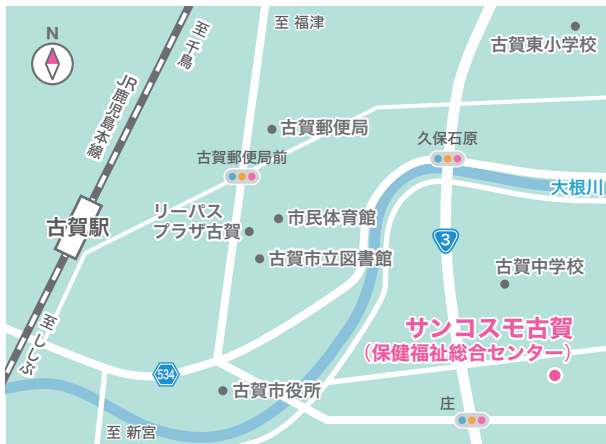 N
至 千鳥
至 福津
古賀東小学校
JR鹿児島本線
古賀郵便局
久保石原
古賀郵便局前
大根川
リーパス
プラザ古賀
市民体育館
古賀駅
3
古賀市立図書館
古賀中学校
至 ししぶ
サンコスモ古賀
(保健福祉総合センター)
534
古賀市役所
庄
至 新宮